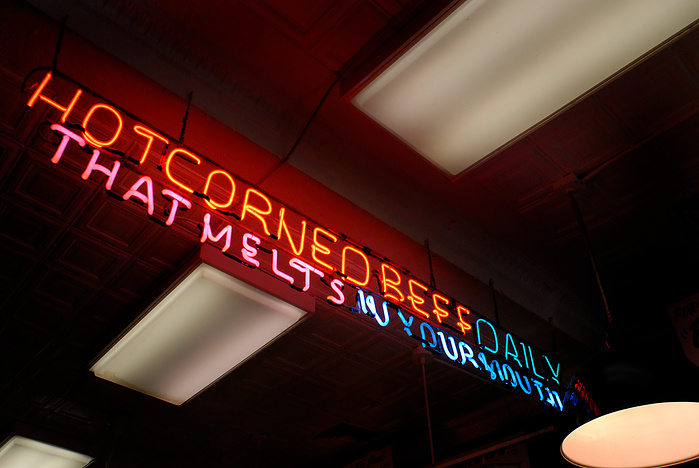 HOT CORNED BEEF DAILY
THAT MELTS IN YOUR MOUTH